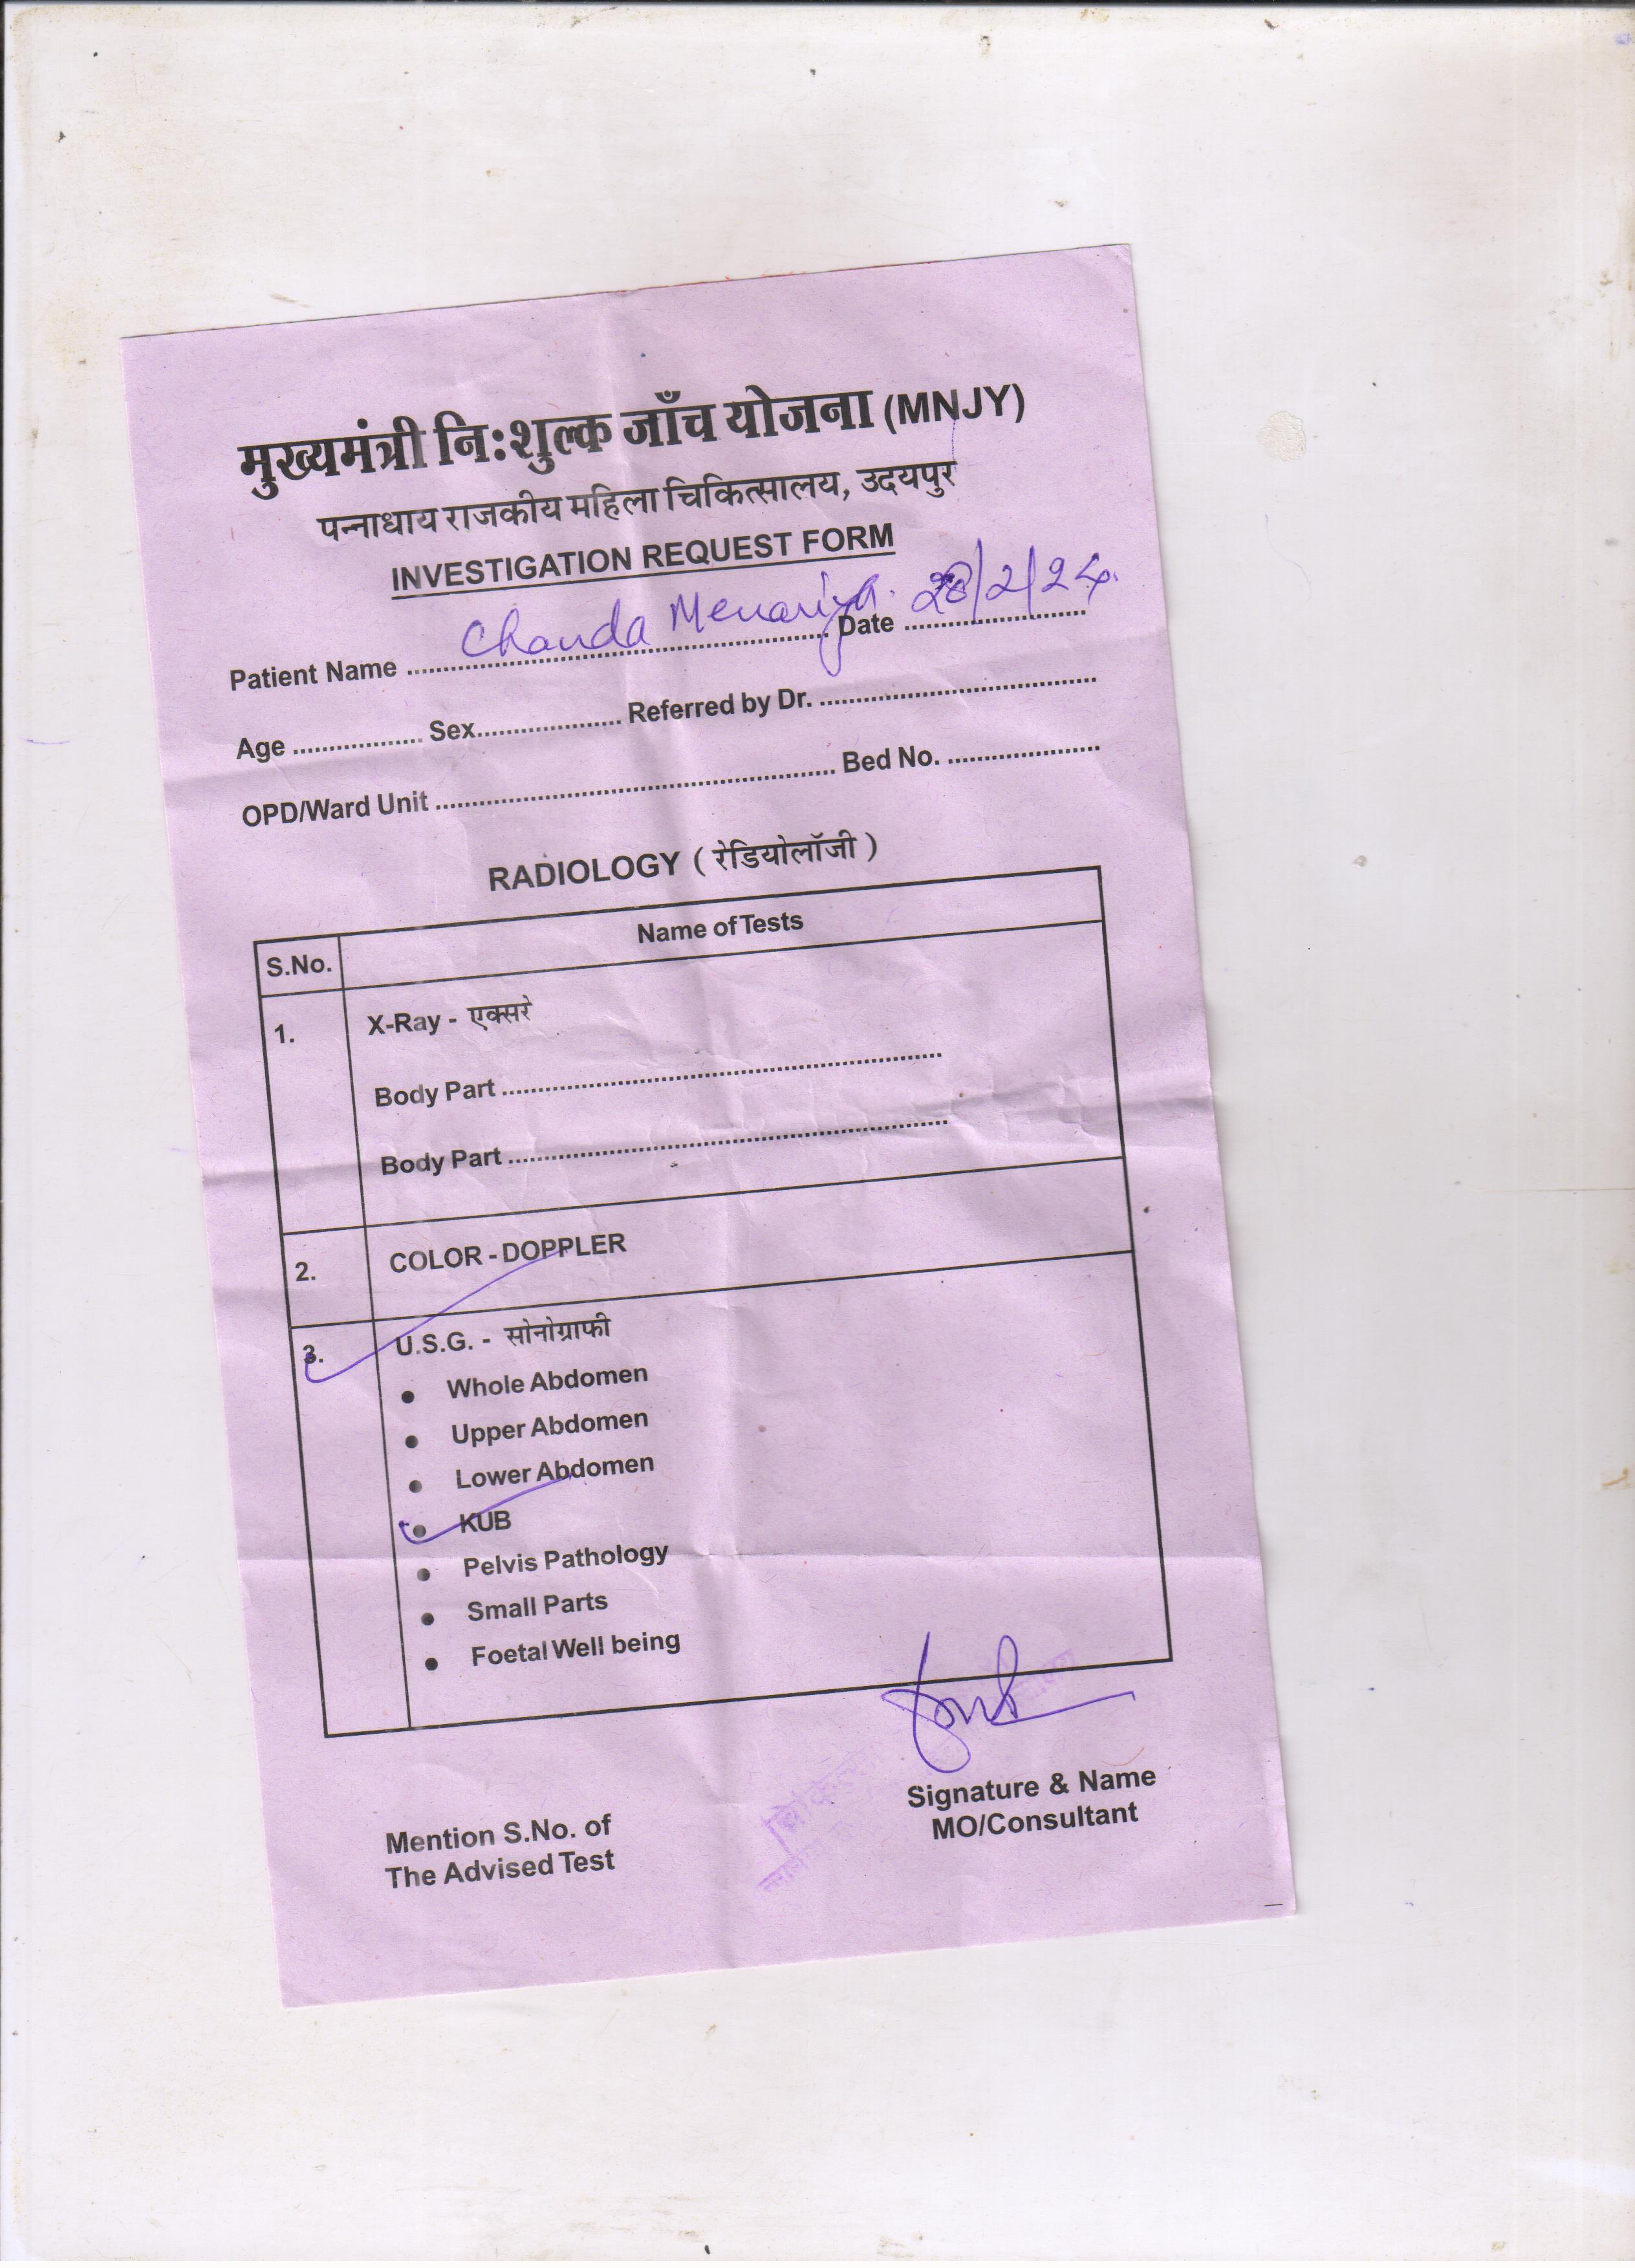 मुख्यमंत्री नि:शुल्क जाँच योजना (MNJY)
पन्नाधाय राजकीय महिला चिकित्सालय, उदयपुर
INVESTIGATION REQUEST FORM
Patient Name Chanda Menariya. Date 28/2/24.
Age .................. Sex.................... Referred by Dr. ......................................
OPD/Ward Unit ....................................................... Bed No. .....................
RADIOLOGY ( रेडियोलॉजी )
S.No. Name of Tests
1. X-Ray - एक्सरे
Body Part .............................................................
Body Part .............................................................
2. COLOR - DOPPLER
3. U.S.G. - सोनोग्राफी
• Whole Abdomen
• Upper Abdomen
• Lower Abdomen
• KUB
• Pelvis Pathology
• Small Parts
• Foetal Well being
Signature & Name
MO/Consultant
Mention S.No. of
The Advised Test